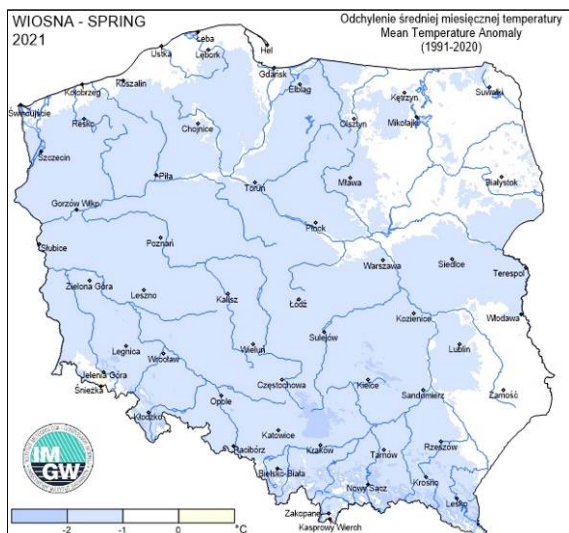 WIOSNA - SPRING
2021
Odchylenie średniej miesięcznej temperatury
Mean Temperature Anomaly
(1991-2020)
Łeba
Ustka
Lębork
Hel
Gdańsk
Koszalin
Kołobrzeg
Elbląg
Kętrzyn
Suwałki
Świnoujście
Resko
Chojnice
Olsztyn
Mikołajki
Szczecin
Piła
Toruń
Mława
Białystok
Gorzów Wlkp.
Płock
Słubice
Poznań
Warszawa
Siedlce
Terespol
Zielona Góra
Leszno
Kalisz
Łódź
Kozienice
Włodawa
Legnica
Wrocław
Wieluń
Sulejów
Lublin
Jelenia Góra
Śnieżka
Opole
Częstochowa
Kielce
Sandomierz
Zamość
Kłodzko
Katowice
Racibórz
Kraków
Tarnów
Rzeszów
Bielsko-Biała
Nowy Sącz
Krosno
Lesko
Zakopane
Kasprowy Wierch
IM
GW
-2
-1
0
°C